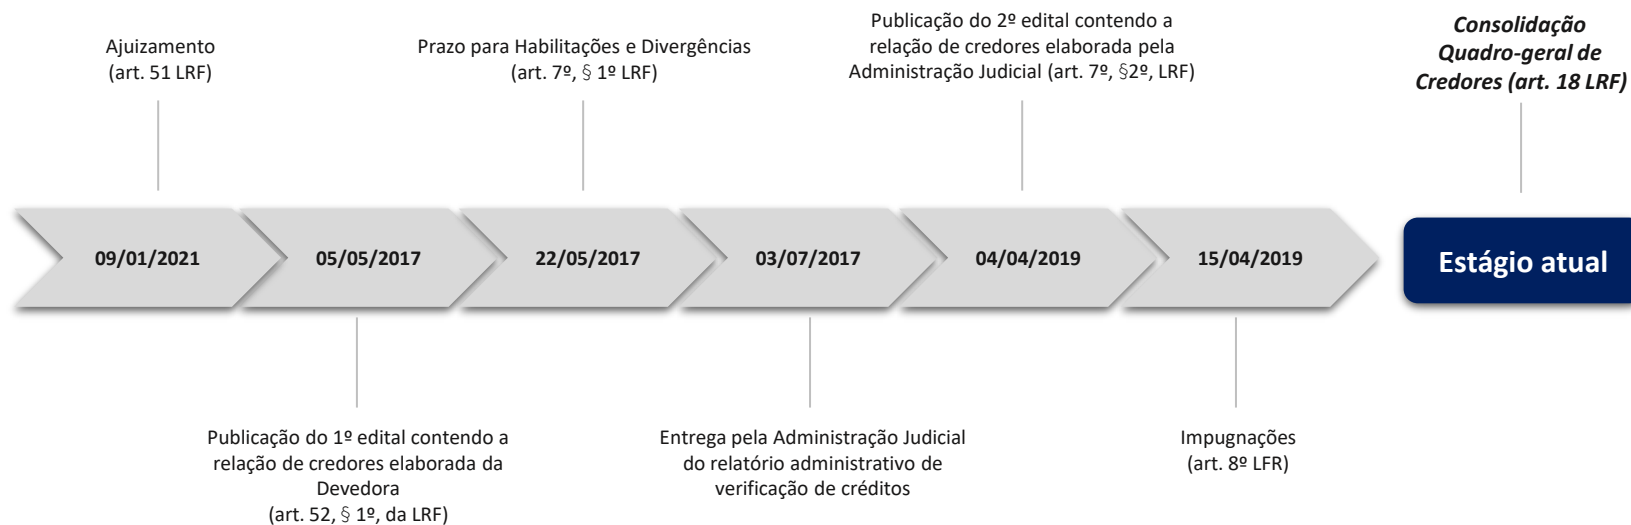 Ajuizamento
(art. 51 LRF)
Prazo para Habilitações e Divergências
(art. 7º, § 1º LRF)
Publicação do 2º edital contendo a
relação de credores elaborada pela
Administração Judicial (art. 7º, §2º, LRF)
Consolidação
Quadro-geral de
Credores (art. 18 LRF)
09/01/2021
05/05/2017
22/05/2017
03/07/2017
04/04/2019
15/04/2019
Estágio atual
Publicação do 1º edital contendo a
relação de credores elaborada da
Devedora
(art. 52, § 1º, da LRF)
Entrega pela Administração Judicial
do relatório administrativo de
verificação de créditos
Impugnações
(art. 8º LFR)